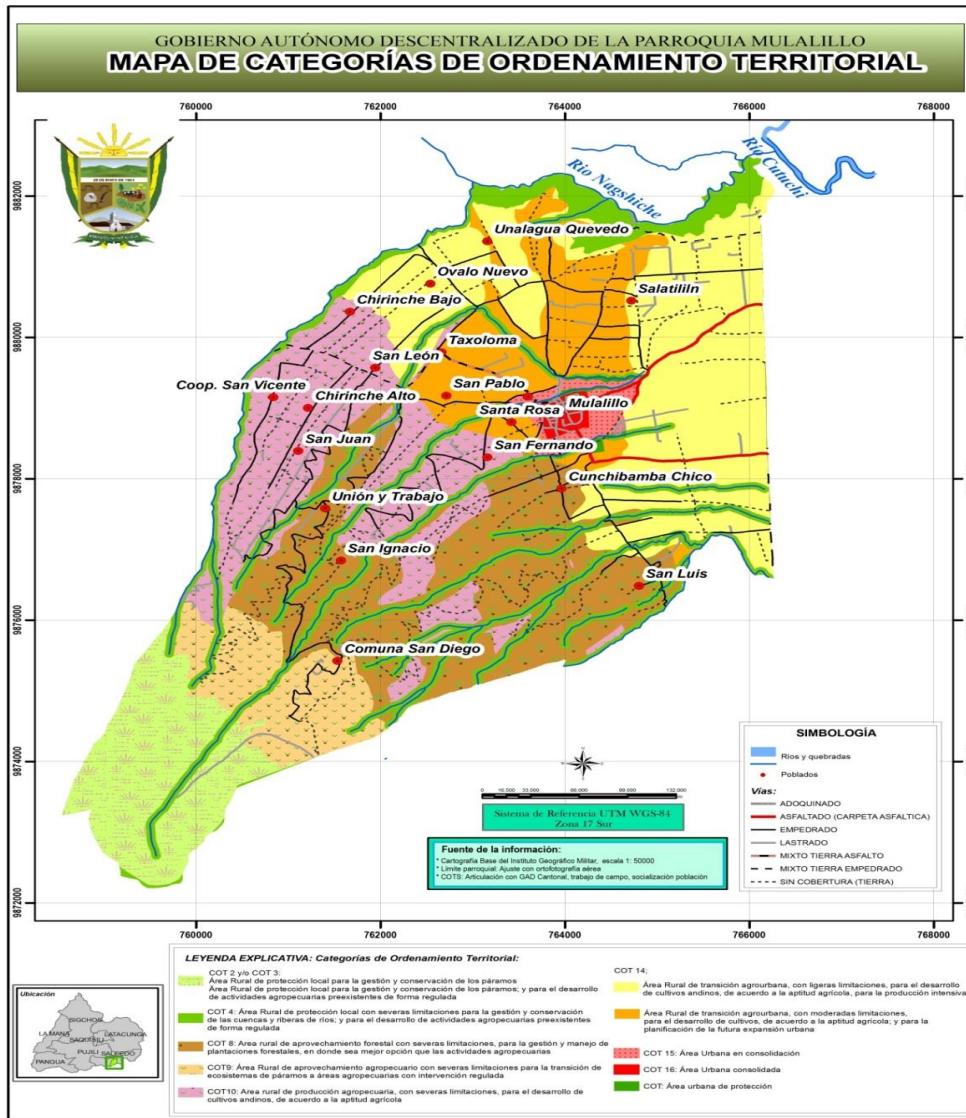 GOBIERNO AUTÓNOMO DESCENTRALIZADO DE LA PARROQUIA MULALILLO
MAPA DE CATEGORÍAS DE ORDENAMIENTO TERRITORIAL
760000 762000 764000 766000 768000
9882000
9880000
9878000
9876000
9874000
9872000
Río Cutuchi
Río Nagshiche
Unalagua Quevedo
Ovalo Nuevo
Salatilín
Chirinche Bajo
Taxoloma
San León
Coop. San Vicente
San Pablo
Mulalillo
Chirinche Alto
Santa Rosa
San Juan
San Fernando
Cunchibamba Chico
Unión y Trabajo
San Ignacio
San Luis
Comuna San Diego
SIMBOLOGÍA
Ríos y quebradas
Poblados
Vías:
ADOQUINADO
ASFALTADO (CARPETA ASFALTICA)
EMPEDRADO
LASTRADO
MIXTO TIERRA ASFALTO
MIXTO TIERRA EMPEDRADO
SIN COBERTURA (TIERRA)
Sistema de Referencia UTM WGS-84
Zona 17 Sur
Fuente de la información:
* Cartografía Base del Instituto Geográfico Militar, escala 1: 50000
* Límite parroquial: Ajuste con ortofotografía aérea
* COTS: Articulación con GAD Cantonal, trabajo de campo, socialización población
760000 762000 764000 766000 768000
LEYENDA EXPLICATIVA: Categorías de Ordenamiento Territorial:
COT 2 y/o COT 3:
Área Rural de protección local para la gestión y conservación de los páramos
Área Rural de protección local para la gestión y conservación de los páramos; y para el desarrollo
de actividades agropecuarias preexistentes de forma regulada
COT 4: Área Rural de protección local con severas limitaciones para la gestión y conservación
de las cuencas y riberas de ríos; y para el desarrollo de actividades agropecuarias preexistentes
de forma regulada
COT 8: Area rural de aprovechamiento forestal con severas limitaciones, para la gestión y manejo de
plantaciones forestales, en donde sea mejor opción que las actividades agropecuarias
COT9: Área Rural de aprovechamiento agropecuario con severas limitaciones para la transición de
ecosistemas de páramos a áreas agropecuarias con intervención regulada
COT10: Área rural de producción agropecuaria, con severas limitaciones, para el desarrollo de
cultivos andinos, de acuerdo a la aptitud agrícola
COT 14;
Área Rural de transición agrourbana, con ligeras limitaciones, para el desarrollo
de cultivos andinos, de acuerdo a la aptitud agrícola, para la producción intensiva
Área Rural de transición agrourbana, con moderadas limitaciones,
para el desarrollo de cultivos, de acuerdo a la aptitud agrícola; y para la
planificación de la futura expansión urbana
COT 15: Área Urbana en consolidación
COT 16: Área Urbana consolidada
COT: Área urbana de protección
Ubicación
SIGCHOS
LA MANA
LATACUNGA
SAQUISILI
PUJILI
SALCEDO
PANGUA